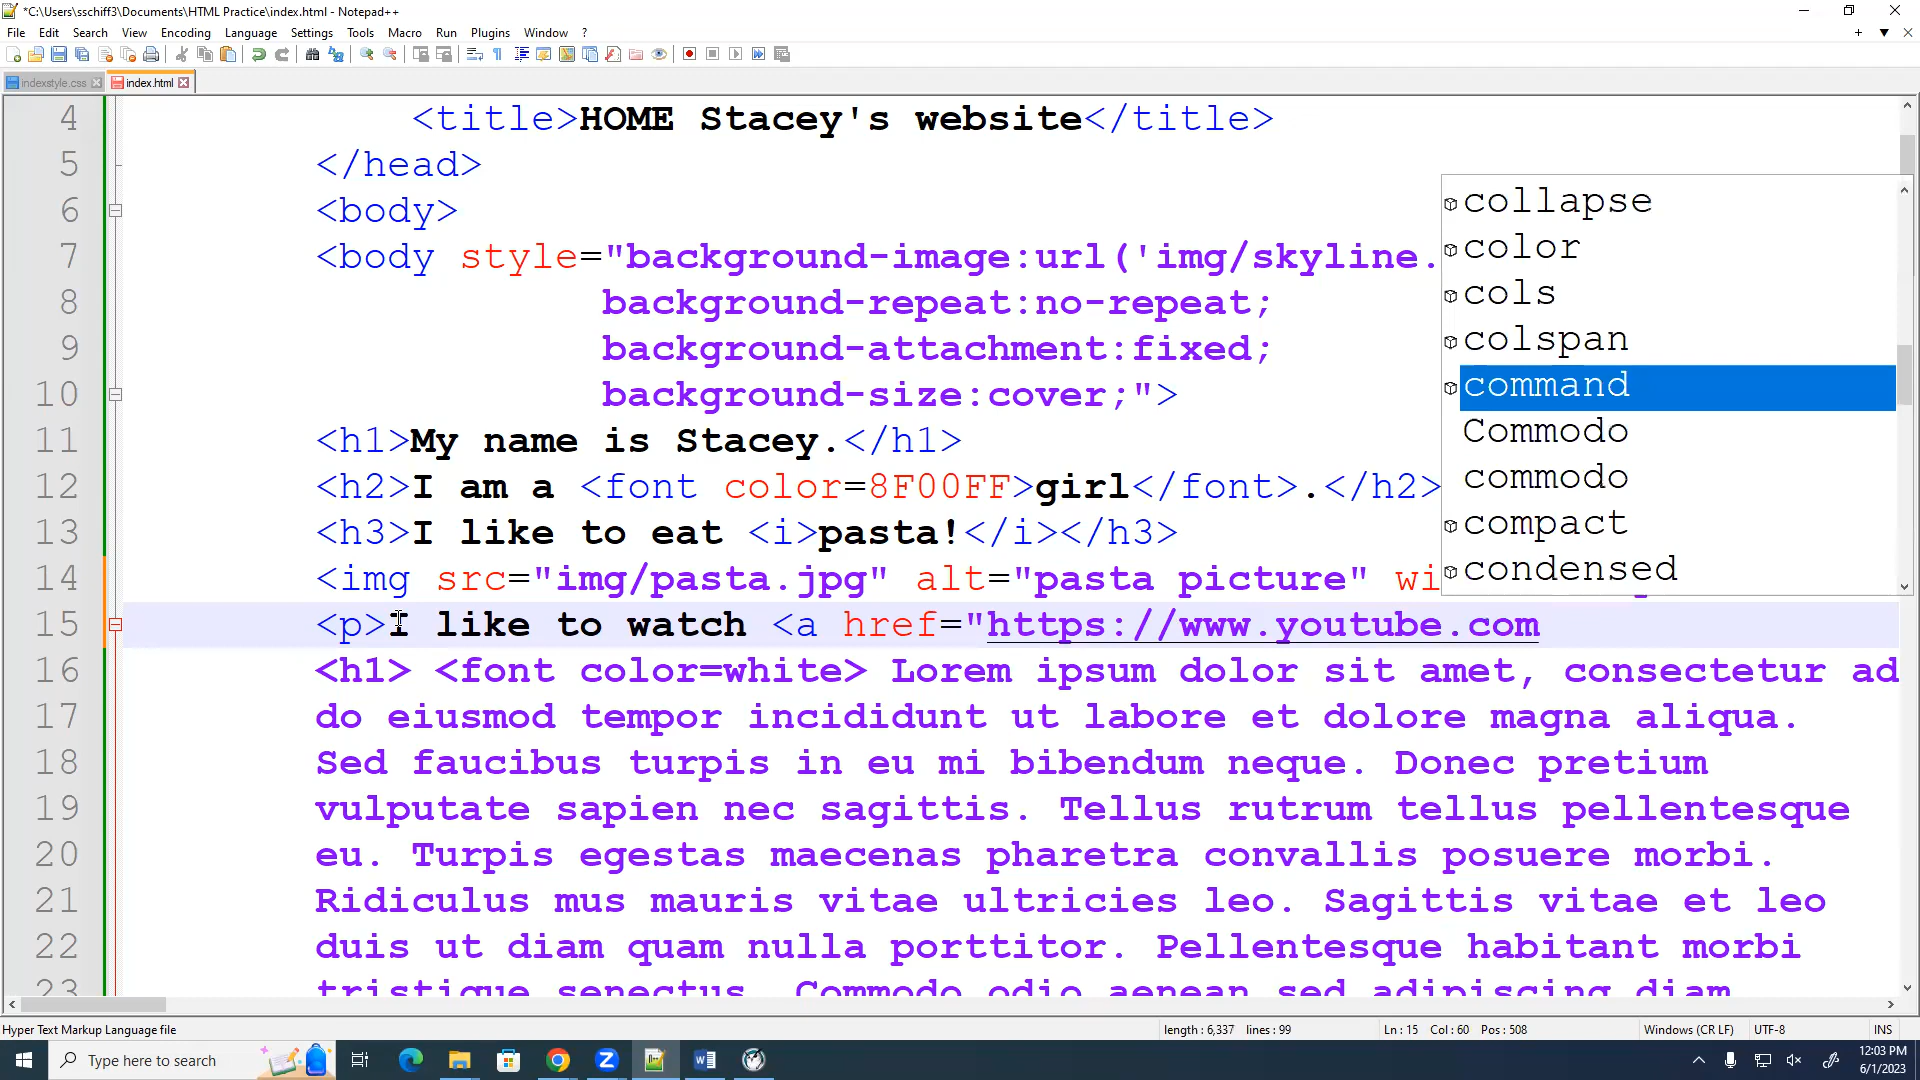 *C:\Users\sschiff3\Documents\HTML Practice\index.html - Notepad++
File Edit Search View Encoding Language Settings Tools Macro Run Plugins Window ?
indexstyle.css index.html
4 <title>HOME Stacey's website</title>
5 </head>
6 <body>
7 <body style="background-image:url('img/skyline.
8 background-repeat:no-repeat;
9 background-attachment:fixed;
10 background-size:cover;">
11 <h1>My name is Stacey.</h1>
12 <h2>I am a <font color=8F00FF>girl</font>.</h2>
13 <h3>I like to eat <i>pasta!</i></h3>
14 <img src="img/pasta.jpg" alt="pasta picture" wi
15 <p>I like to watch <a href="https://www.youtube.com
16 <h1> <font color=white> Lorem ipsum dolor sit amet, consectetur ad
17 do eiusmod tempor incididunt ut labore et dolore magna aliqua.
18 Sed faucibus turpis in eu mi bibendum neque. Donec pretium
19 vulputate sapien nec sagittis. Tellus rutrum tellus pellentesque
20 eu. Turpis egestas maecenas pharetra convallis posuere morbi.
21 Ridiculus mus mauris vitae ultricies leo. Sagittis vitae et leo
22 duis ut diam quam nulla porttitor. Pellentesque habitant morbi
23 tristique senectus. Commodo odio aenean sed adipiscing diam
collapse
color
cols
colspan
command
Commodo
commodo
compact
condensed
Hyper Text Markup Language file length : 6,337 lines : 99 Ln : 15 Col : 60 Pos : 508 Windows (CR LF) UTF-8 INS
Type here to search
12:03 PM
6/1/2023